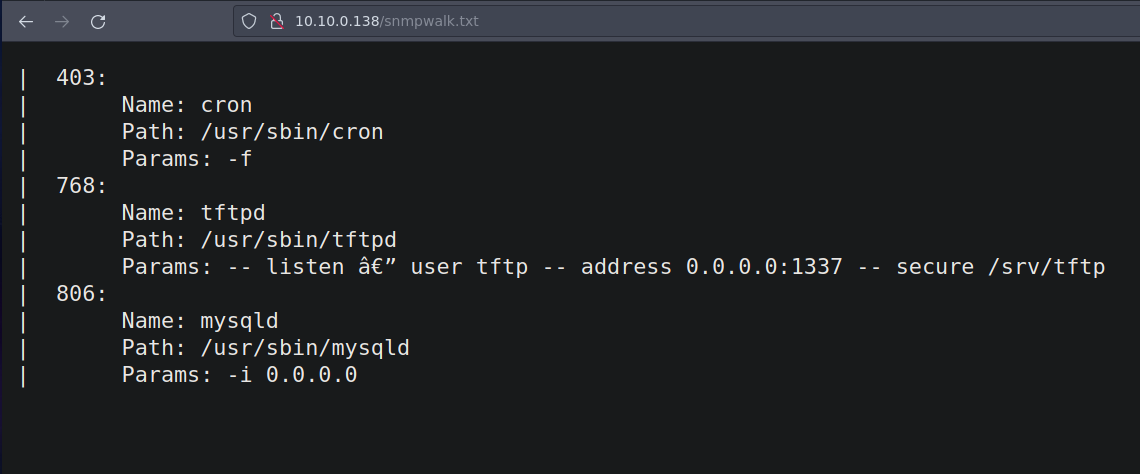 10.10.0.138/snmpwalk.txt
|  403:
|       Name: cron
|       Path: /usr/sbin/cron
|       Params: -f
|  768:
|       Name: tftpd
|       Path: /usr/sbin/tftpd
|       Params: -- listen â€” user tftp -- address 0.0.0.0:1337 -- secure /srv/tftp
|  806:
|       Name: mysqld
|       Path: /usr/sbin/mysqld
|       Params: -i 0.0.0.0